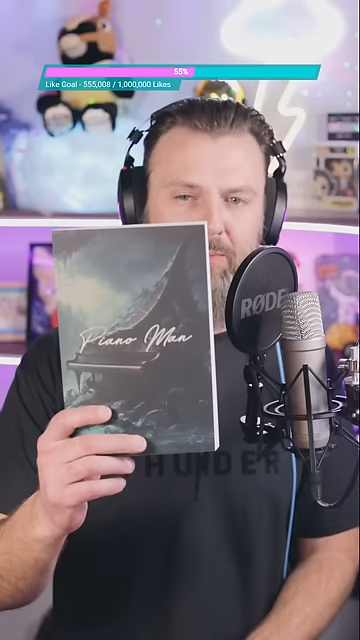 55%
Like Goal - 555,008 / 1,000,000 Likes
Piano Man
RØDE
HUNDER